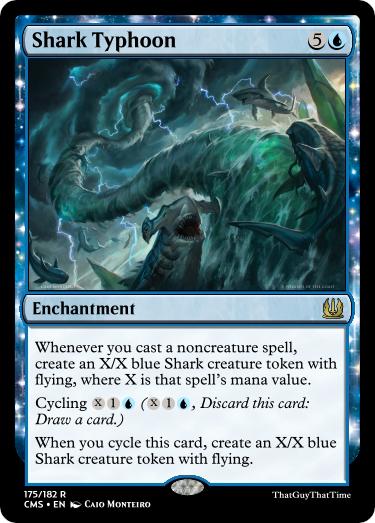 Shark Typhoon 5
Enchantment
Whenever you cast a noncreature spell,
create an X/X blue Shark creature token with
flying, where X is that spell's mana value.
Cycling X 1 (X 1 , Discard this card:
Draw a card.)
When you cycle this card, create an X/X blue
Shark creature token with flying.
175/182 R
CMS • EN Caio Monteiro
ThatGuyThatTime